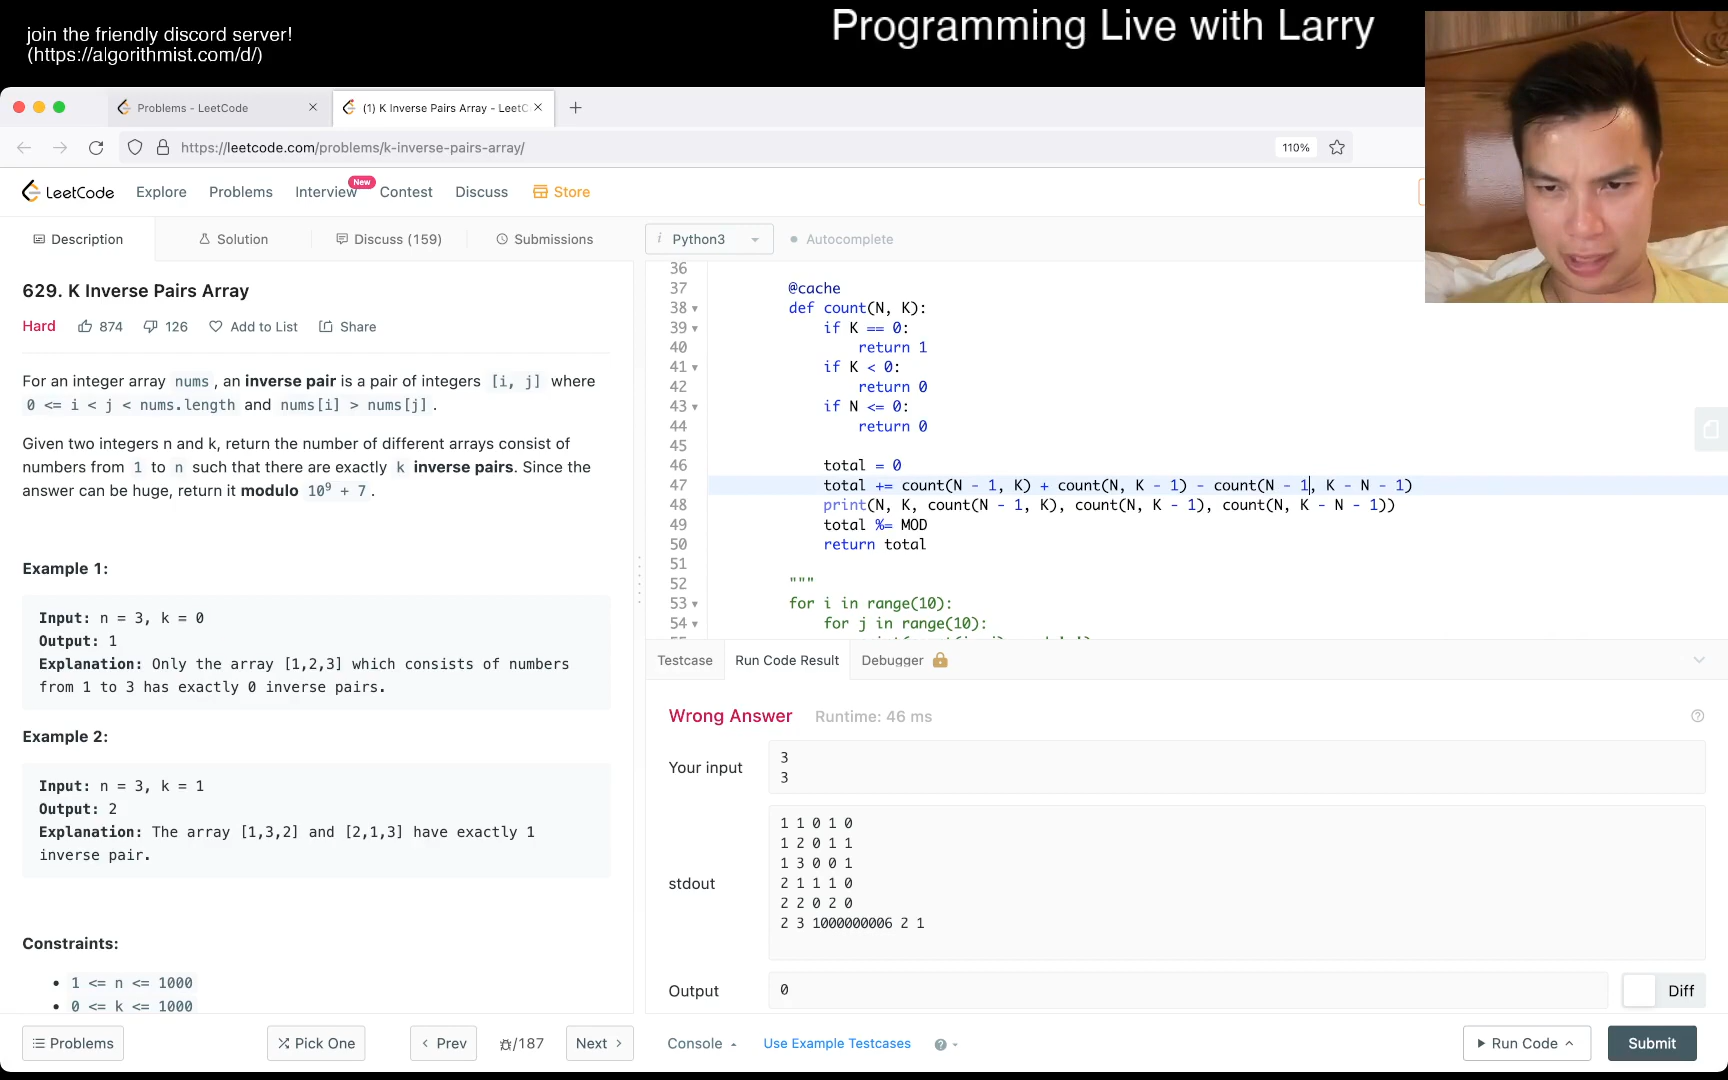 join the friendly discord server!
(https://algorithmist.com/d/)
Programming Live with Larry
Problems - LeetCode
(1) K Inverse Pairs Array - LeetC
https://leetcode.com/problems/k-inverse-pairs-array/
110%
LeetCode
Explore
Problems
Interview
New
Contest
Discuss
Store
Description
Solution
Discuss (159)
Submissions
i Python3
Autocomplete
629. K Inverse Pairs Array
Hard
874
126
Add to List
Share
For an integer array nums, an inverse pair is a pair of integers [i, j] where
0 <= i < j < nums.length and nums[i] > nums[j].
Given two integers n and k, return the number of different arrays consist of
numbers from 1 to n such that there are exactly k inverse pairs. Since the
answer can be huge, return it modulo 10⁹ + 7.
Example 1:
Input: n = 3, k = 0
Output: 1
Explanation: Only the array [1,2,3] which consists of numbers
from 1 to 3 has exactly 0 inverse pairs.
Example 2:
Input: n = 3, k = 1
Output: 2
Explanation: The array [1,3,2] and [2,1,3] have exactly 1
inverse pair.
Constraints:
• 1 <= n <= 1000
• 0 <= k <= 1000
36
37 @cache
38 def count(N, K):
39 if K == 0:
40 return 1
41 if K < 0:
42 return 0
43 if N <= 0:
44 return 0
45
46 total = 0
47 total += count(N - 1, K) + count(N, K - 1) - count(N - 1, K - N - 1)
48 print(N, K, count(N - 1, K), count(N, K - 1), count(N, K - N - 1))
49 total %= MOD
50 return total
51
52 """
53 for i in range(10):
54 for j in range(10):
Testcase
Run Code Result
Debugger
Wrong Answer
Runtime: 46 ms
Your input
3
3
stdout
1 1 0 1 0
1 2 0 1 1
1 3 0 0 1
2 1 1 1 0
2 2 0 2 0
2 3 1000000006 2 1
Output
0
Diff
Problems
Pick One
Prev
/187
Next
Console
Use Example Testcases
Run Code
Submit